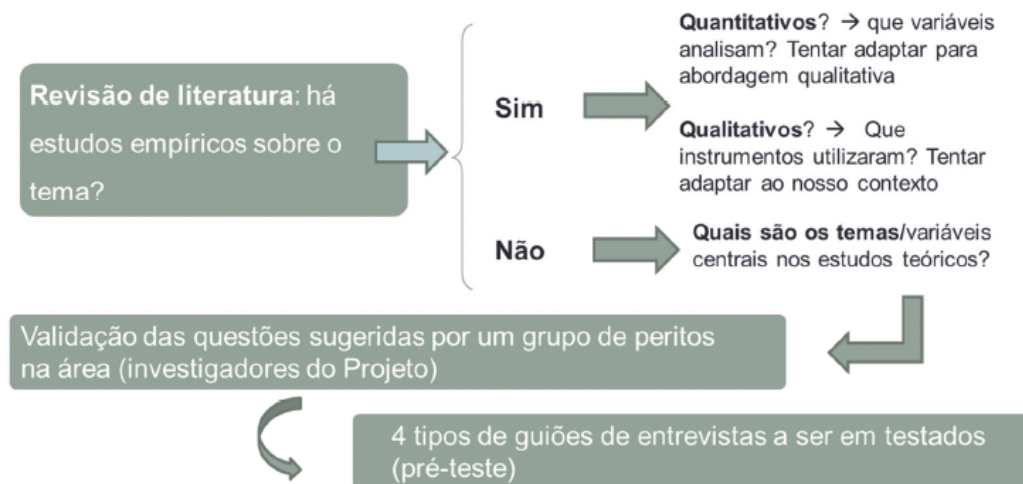 Revisão de literatura: há
estudos empíricos sobre o
tema?
Sim
Quantitativos? → que variáveis
analisam? Tentar adaptar para
abordagem qualitativa
Qualitativos? → Que
instrumentos utilizaram? Tentar
adaptar ao nosso contexto
Não
Quais são os temas/variáveis
centrais nos estudos teóricos?
Validação das questões sugeridas por um grupo de peritos
na área (investigadores do Projeto)
4 tipos de guiões de entrevistas a ser em testados
(pré-teste)